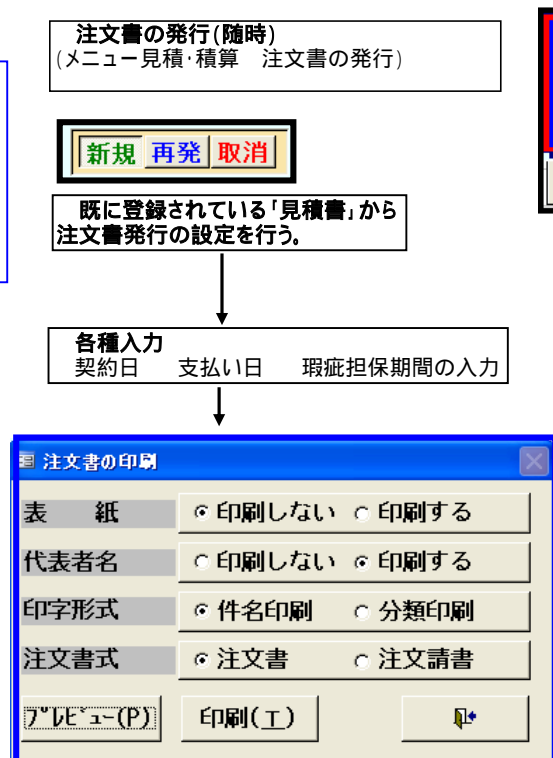 注文書の発行(随時)
(メニュー見積・積算　注文書の発行)
新規 再発 取消
既に登録されている「見積書」から
注文書発行の設定を行う。
各種入力
契約日　支払い日　瑕疵担保期間の入力
注文書の印刷
表　紙 印刷しない 印刷する
代表者名 印刷しない 印刷する
印字形式 件名印刷 分類印刷
注文書式 注文書 注文請書
ﾌﾟﾚﾋﾞｭｰ(P) 印刷(T)